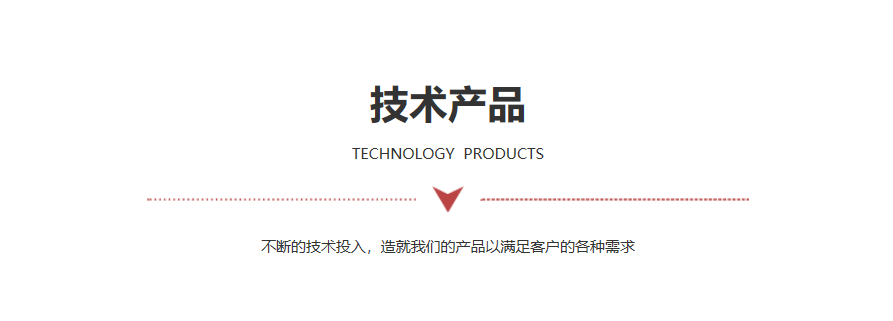 技术产品
TECHNOLOGY PRODUCTS
不断的技术投入，造就我们的产品以满足客户的各种需求